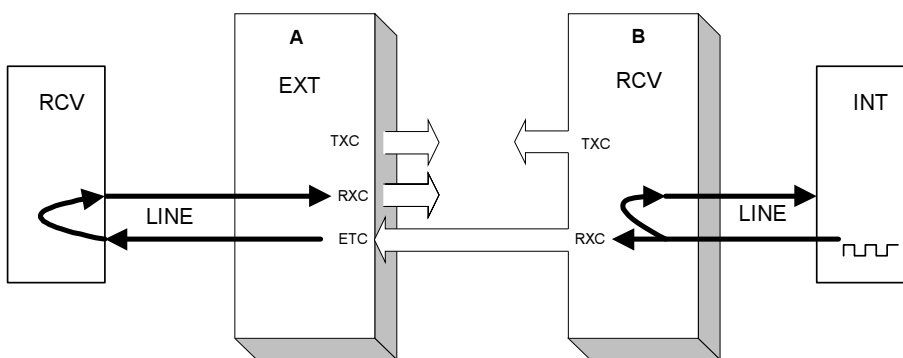 A
B
RCV
EXT
RCV
INT
TXC
TXC
RXC
LINE
LINE
ETC
RXC